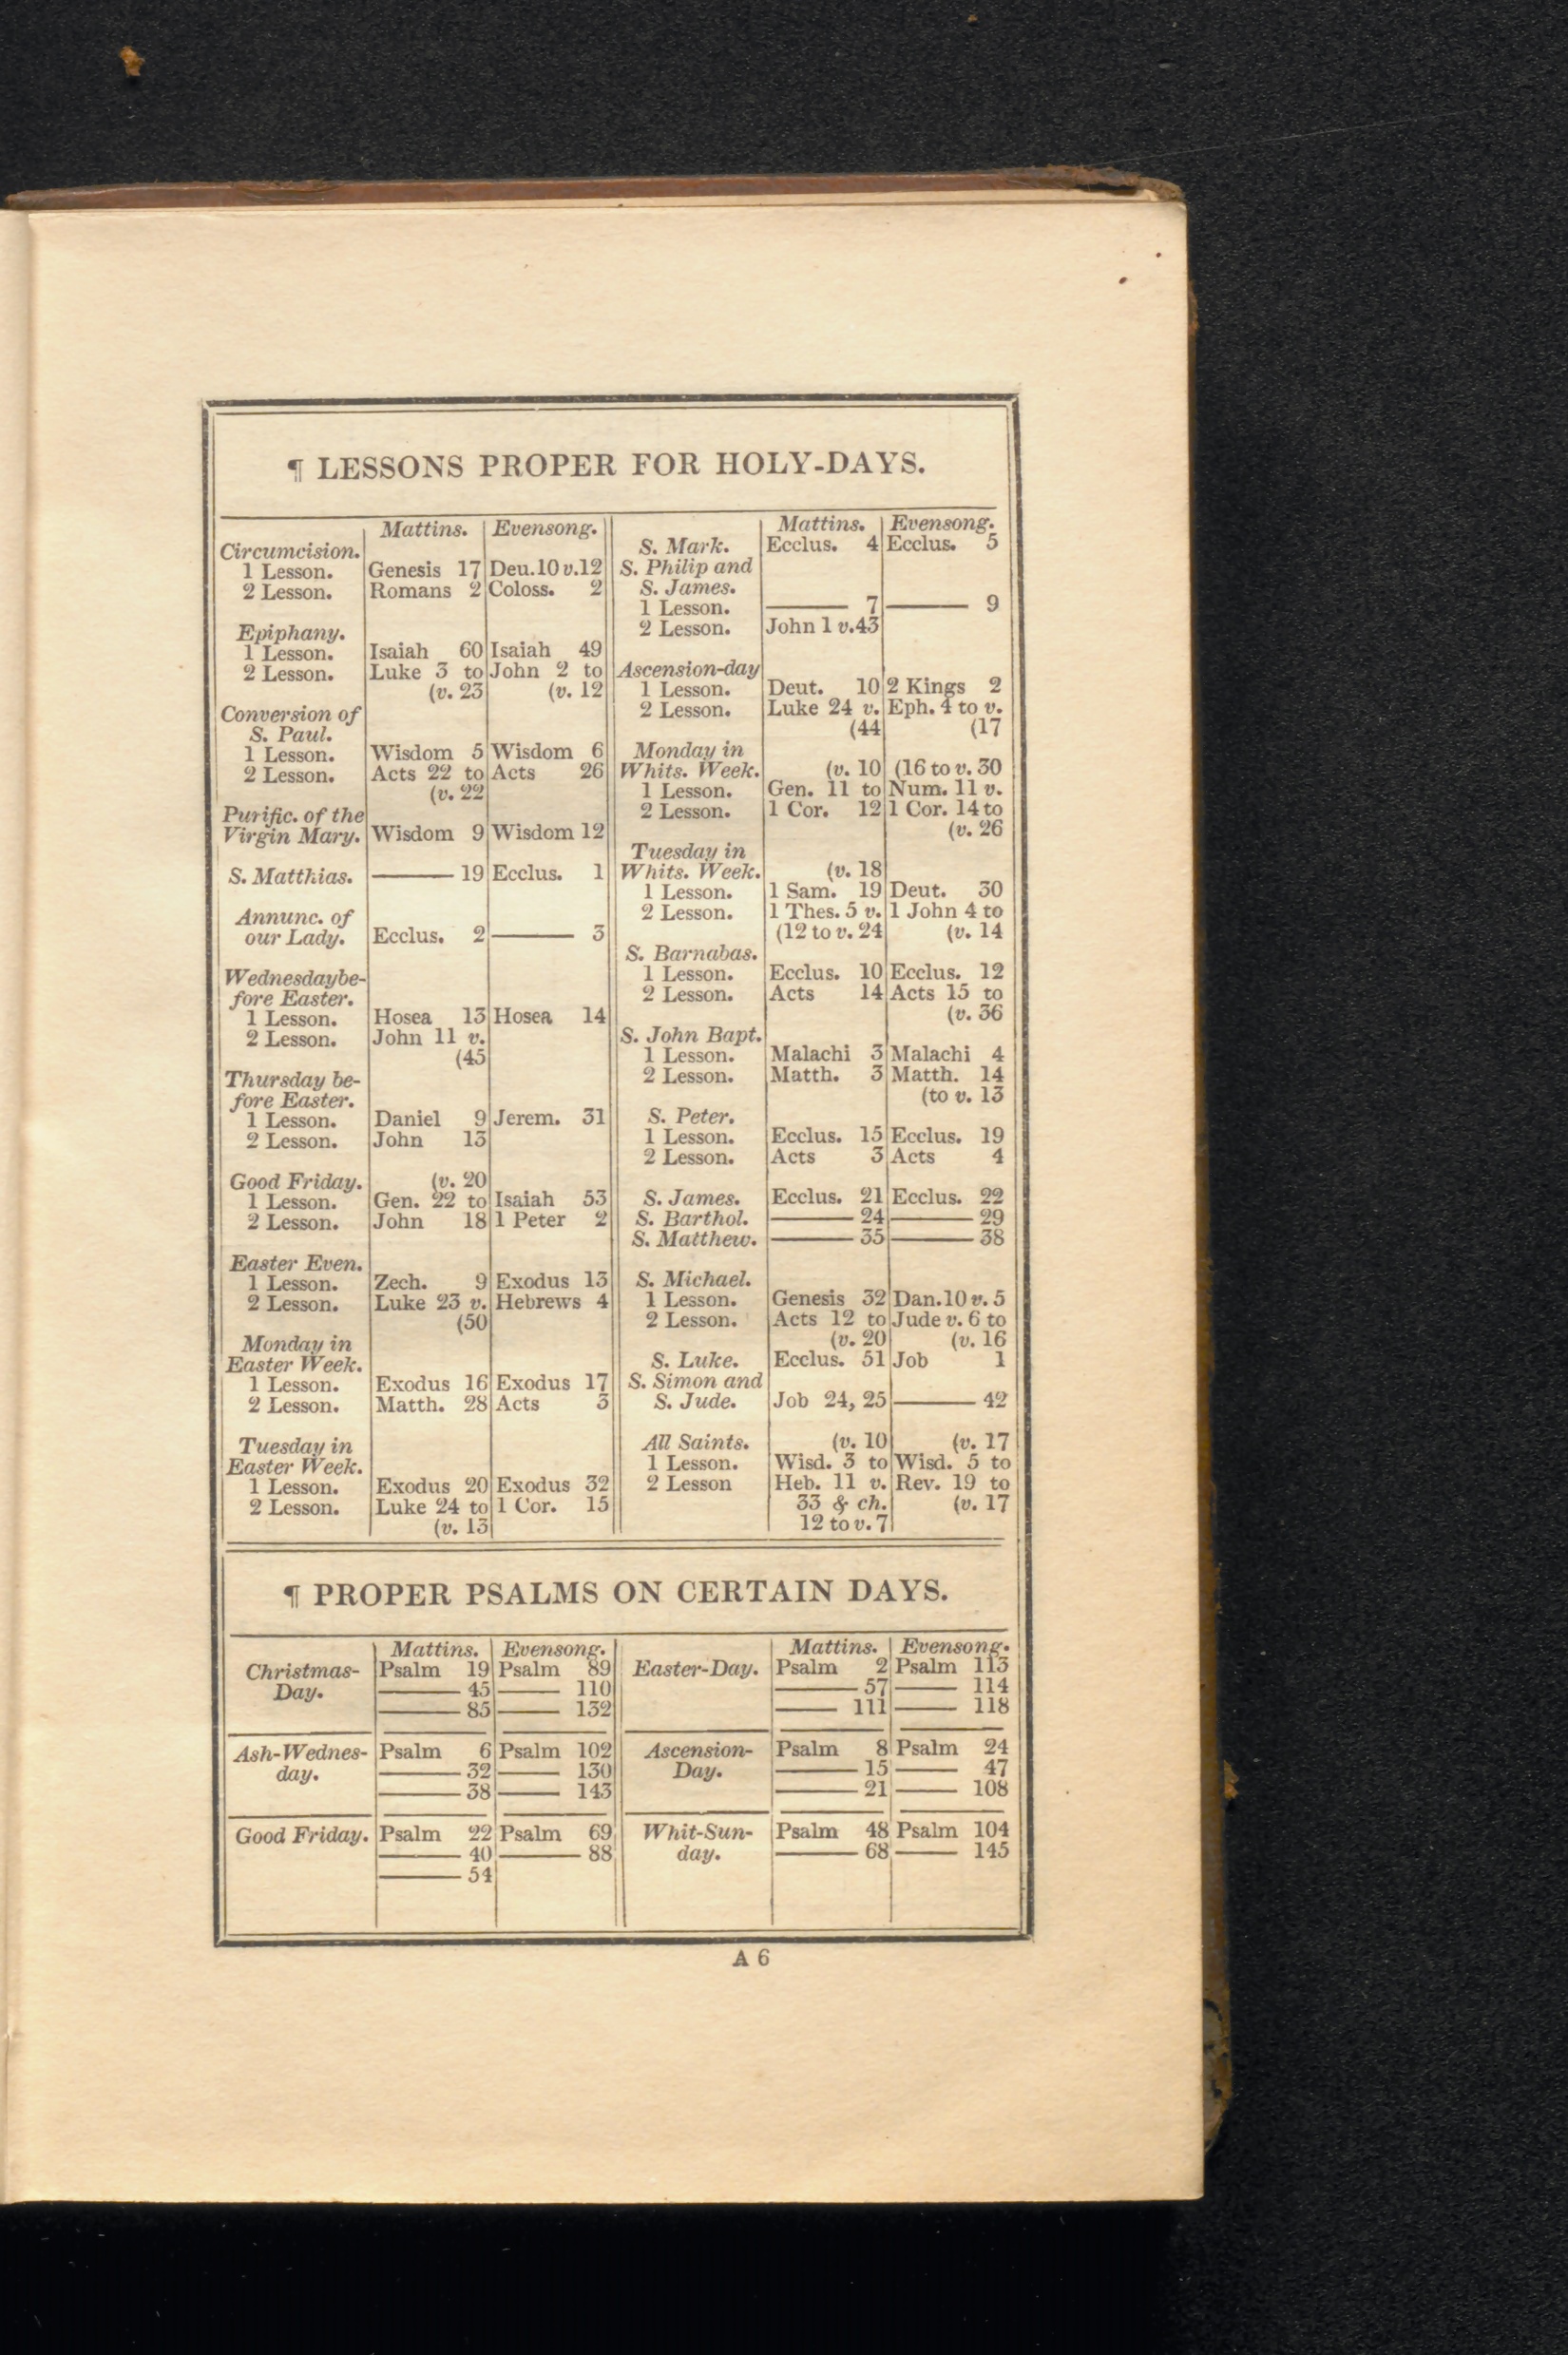 ¶ LESSONS PROPER FOR HOLY-DAYS.
Mattins. Evensong.
Circumcision.
1 Lesson. Genesis 17 Deu.10 v.12
2 Lesson. Romans 2 Coloss. 2
Epiphany.
1 Lesson. Isaiah 60 Isaiah 49
2 Lesson. Luke 3 to John 2 to
(v. 23 (v. 12
Conversion of
S. Paul.
1 Lesson. Wisdom 5 Wisdom 6
2 Lesson. Acts 22 to Acts 26
(v. 22
Purific. of the
Virgin Mary. Wisdom 9 Wisdom 12
S. Matthias. ——— 19 Ecclus. 1
Annunc. of
our Lady. Ecclus. 2 ——— 3
Wednesdaybe-
fore Easter.
1 Lesson. Hosea 13 Hosea 14
2 Lesson. John 11 v.
(45
Thursday be-
fore Easter.
1 Lesson. Daniel 9 Jerem. 31
2 Lesson. John 13
Good Friday. (v. 20
1 Lesson. Gen. 22 to Isaiah 53
2 Lesson. John 18 1 Peter 2
Easter Even.
1 Lesson. Zech. 9 Exodus 13
2 Lesson. Luke 23 v. Hebrews 4
(50
Monday in
Easter Week.
1 Lesson. Exodus 16 Exodus 17
2 Lesson. Matth. 28 Acts 3
Tuesday in
Easter Week.
1 Lesson. Exodus 20 Exodus 32
2 Lesson. Luke 24 to 1 Cor. 15
(v. 13
Mattins. Evensong.
S. Mark. Ecclus. 4 Ecclus. 5
S. Philip and
S. James.
1 Lesson. ——— 7 ——— 9
2 Lesson. John 1 v.43
Ascension-day
1 Lesson. Deut. 10 2 Kings 2
2 Lesson. Luke 24 v. Eph. 4 to v.
(44 (17
Monday in
Whits. Week. (v. 10 (16 to v. 30
1 Lesson. Gen. 11 to Num. 11 v.
2 Lesson. 1 Cor. 12 1 Cor. 14 to
(v. 26
Tuesday in
Whits. Week. (v. 18
1 Lesson. 1 Sam. 19 Deut. 30
2 Lesson. 1 Thes. 5 v. 1 John 4 to
(12 to v. 24 (v. 14
S. Barnabas.
1 Lesson. Ecclus. 10 Ecclus. 12
2 Lesson. Acts 14 Acts 15 to
(v. 36
S. John Bapt.
1 Lesson. Malachi 3 Malachi 4
2 Lesson. Matth. 3 Matth. 14
(to v. 13
S. Peter.
1 Lesson. Ecclus. 15 Ecclus. 19
2 Lesson. Acts 3 Acts 4
S. James. Ecclus. 21 Ecclus. 22
S. Barthol. ——— 24 ——— 29
S. Matthew. ——— 35 ——— 38
S. Michael.
1 Lesson. Genesis 32 Dan.10 v. 5
2 Lesson. Acts 12 to Jude v. 6 to
(v. 20 (v. 16
S. Luke. Ecclus. 51 Job 1
S. Simon and
S. Jude. Job 24, 25 ——— 42
All Saints. (v. 10 (v. 17
1 Lesson. Wisd. 3 to Wisd. 5 to
2 Lesson Heb. 11 v. Rev. 19 to
33 & ch. (v. 17
12 to v. 7
¶ PROPER PSALMS ON CERTAIN DAYS.
Mattins. Evensong.
Christmas- Psalm 19 Psalm 89
Day. ——— 45 ——— 110
——— 85 ——— 132
Ash-Wednes- Psalm 6 Psalm 102
day. ——— 32 ——— 130
——— 38 ——— 143
Good Friday. Psalm 22 Psalm 69
——— 40 ——— 88
——— 54
Mattins. Evensong.
Easter-Day. Psalm 2 Psalm 113
——— 57 ——— 114
——— 111 ——— 118
Ascension- Psalm 8 Psalm 24
Day. ——— 15 ——— 47
——— 21 ——— 108
Whit-Sun- Psalm 48 Psalm 104
day. ——— 68 ——— 145
A 6